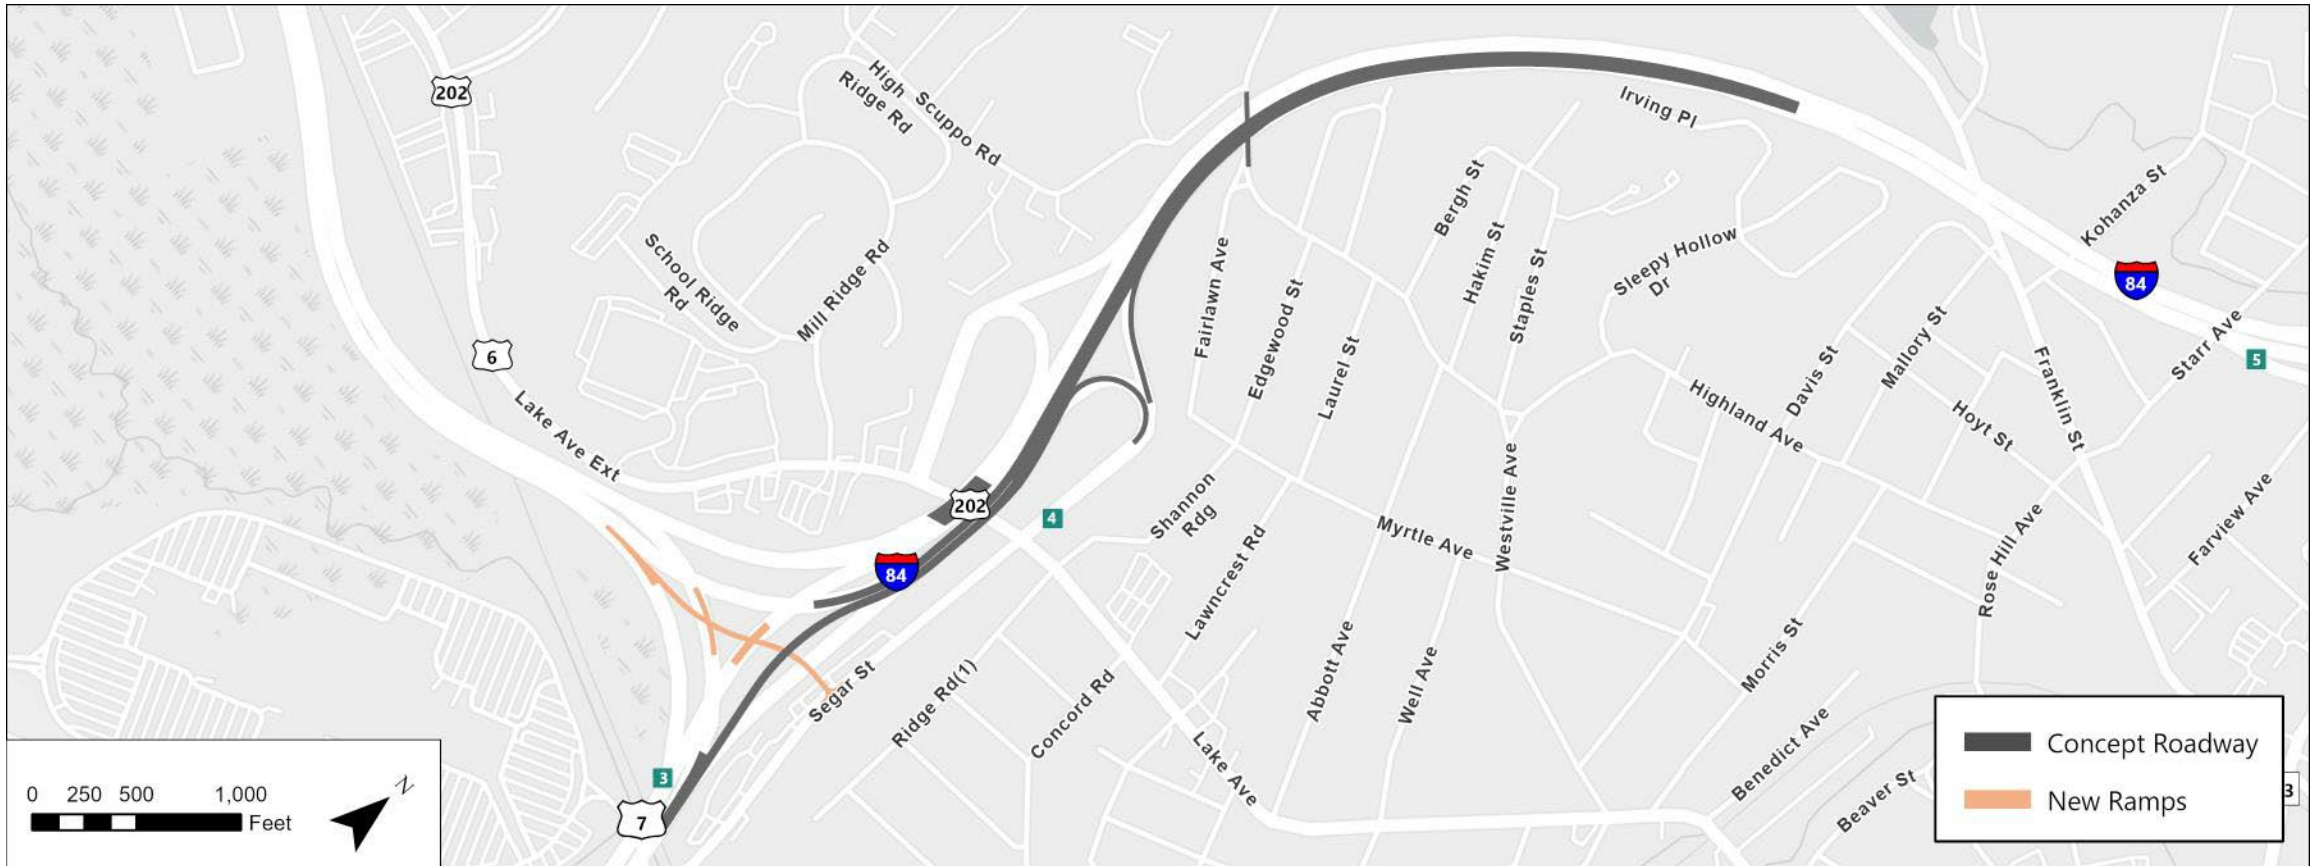 202
High Ridge Rd
Scuppo Rd
Irving Pl
Kohanza St
School Ridge
Rd
Mill Ridge Rd
Fairlawn Ave
Edgewood St
Laurel St
Bergh St
Hakim St
Staples St
Sleepy Hollow
Dr
84
6
Lake Ave Ext
Davis St
Mallory St
Highland Ave
Hoyt St
Franklin St
Starr Ave
5
202
4
84
Shannon
Rdg
Lawncrest Rd
Myrtle Ave
Westville Ave
Rose Hill Ave
Farview Ave
Segar St
Ridge Rd(1)
Concord Rd
Abbott Ave
Well Ave
Morris St
Lake Ave
Benedict Ave
Beaver St
3
7
0 250 500 1,000
Feet
N
Concept Roadway
New Ramps
3